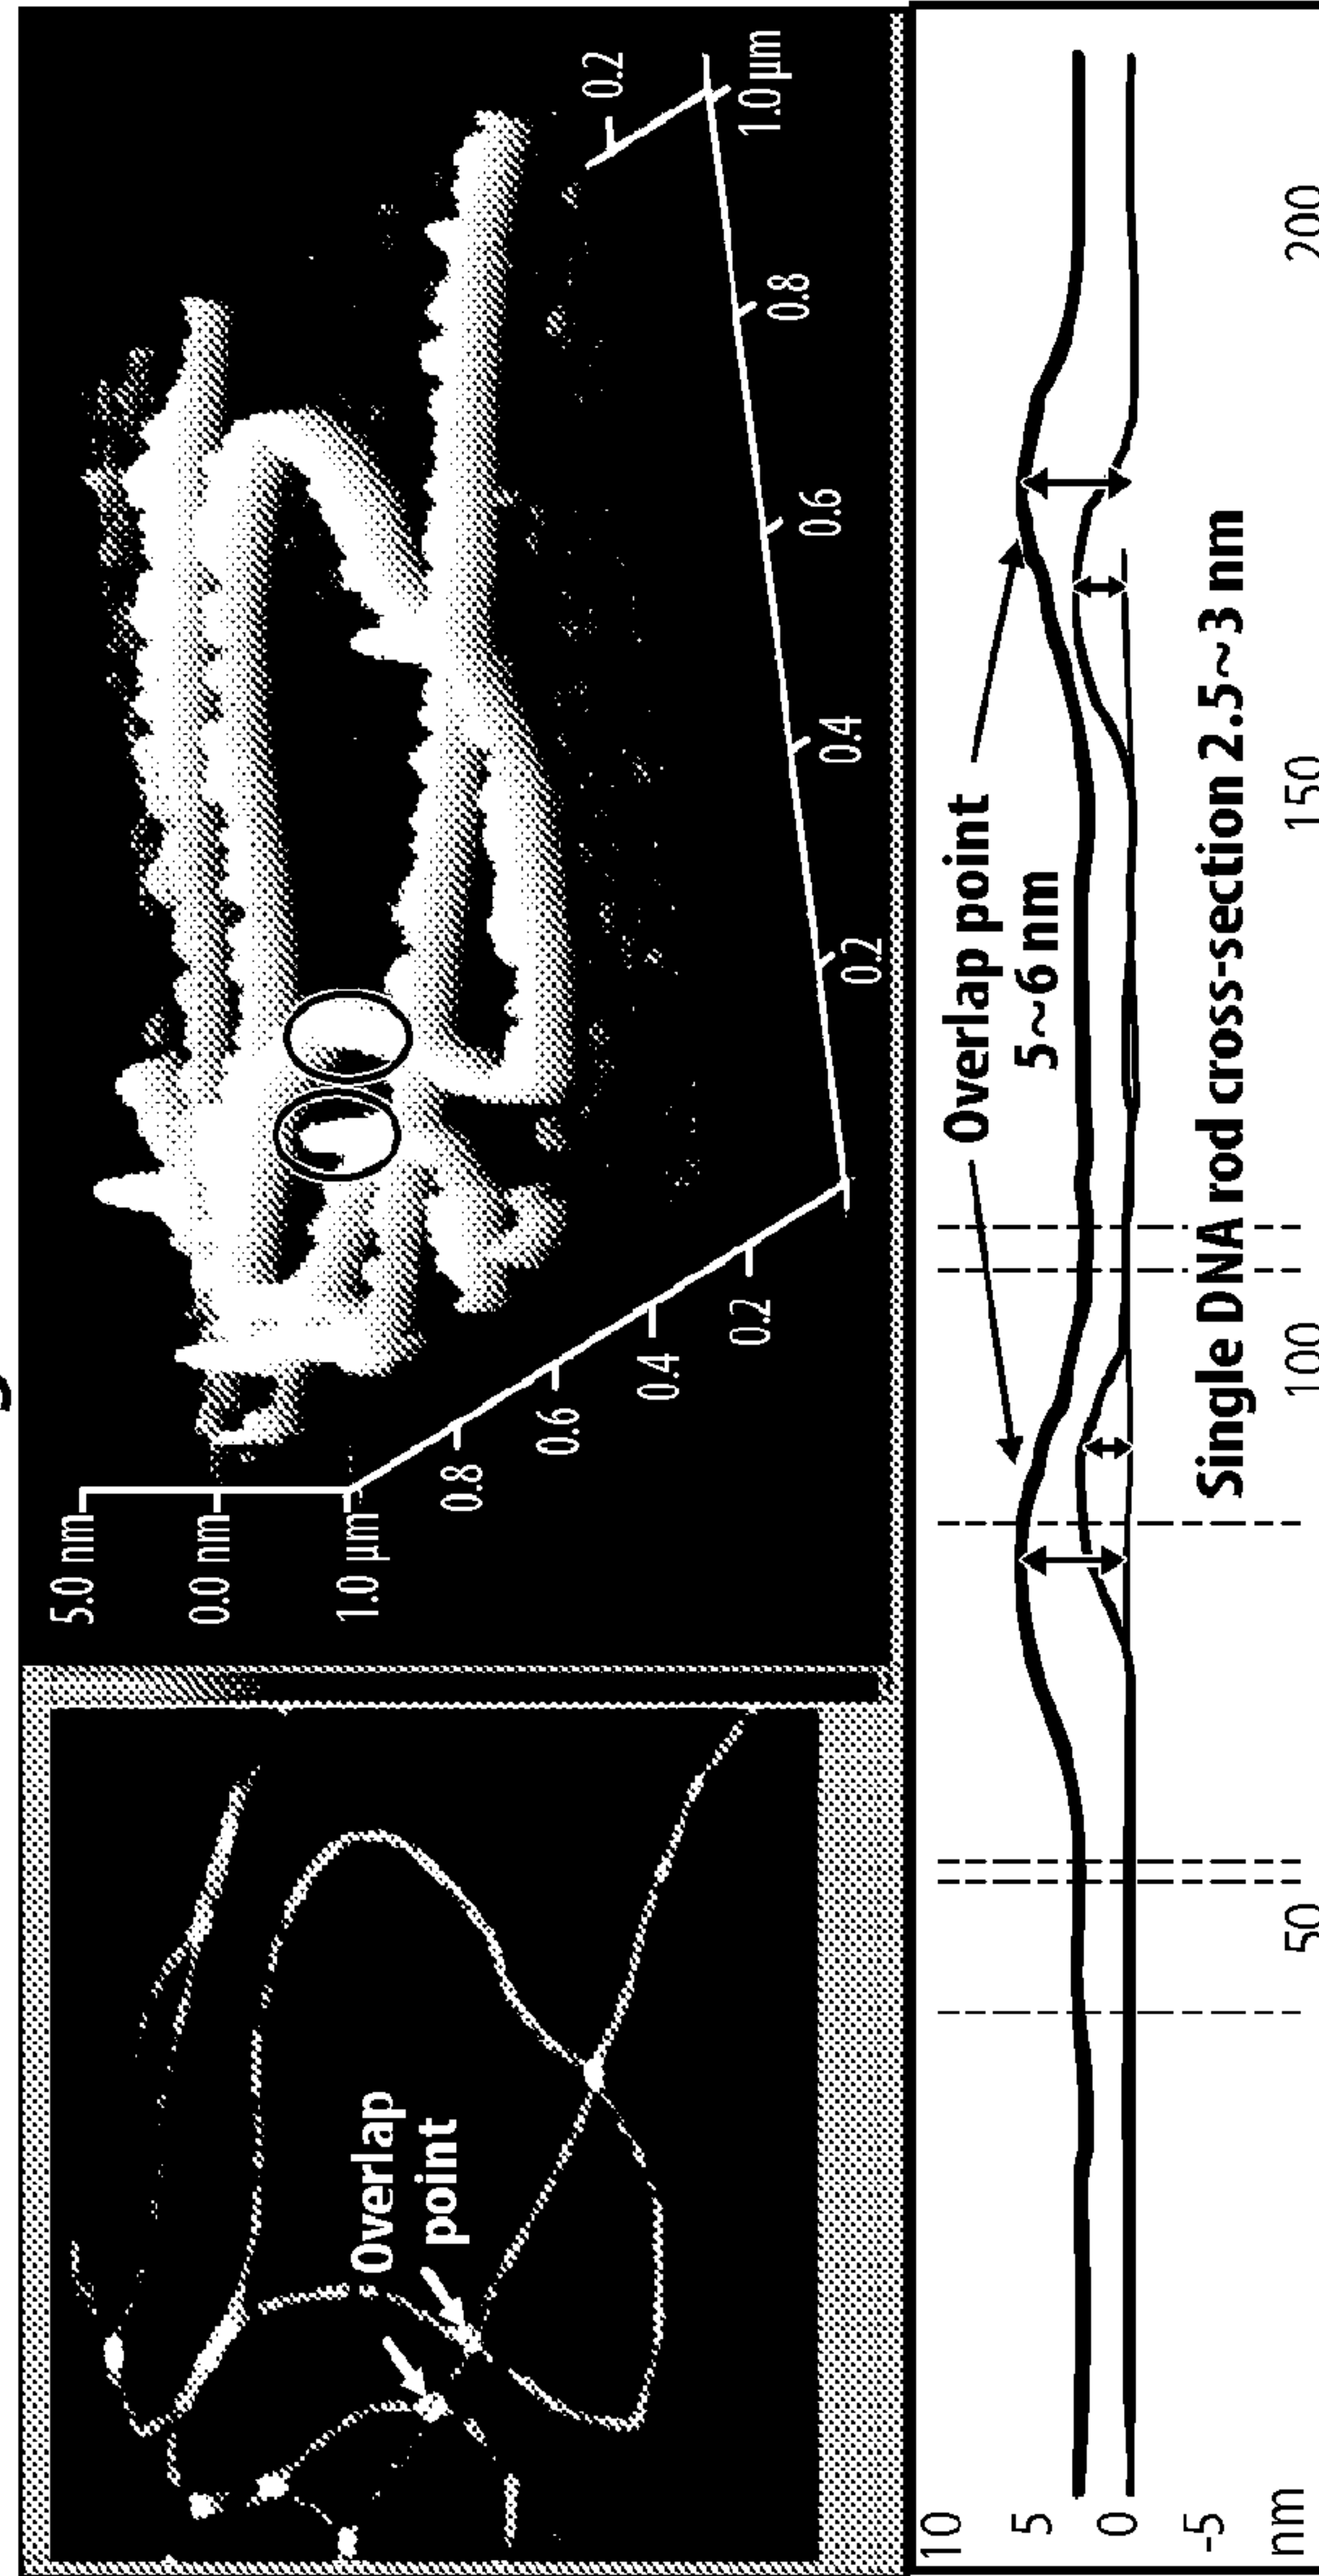 Overlap
point
5.0 nm
0.0 nm
1.0 μm
0.8
0.6
0.4
0.2
0.2
0.4
0.6
0.8
1.0 μm
0.2
10
5
0
-5
nm
Overlap point
5~6 nm
Single DNA rod cross-section 2.5~3 nm
50
100
150
200